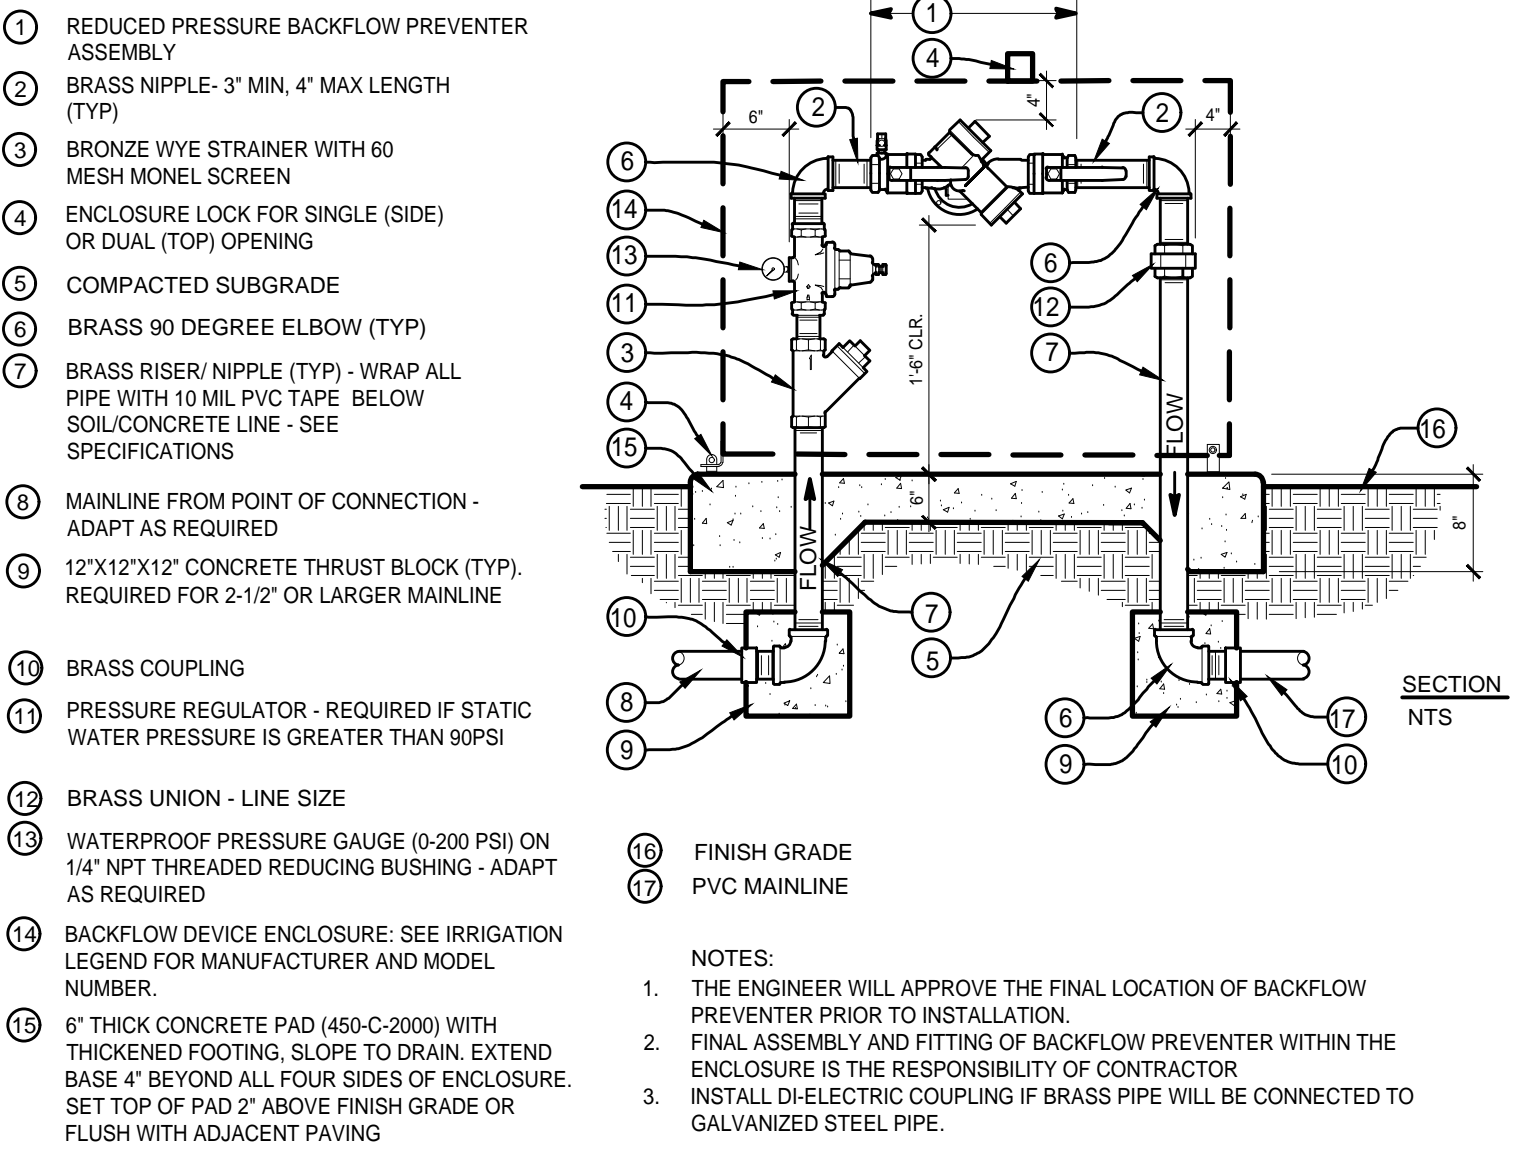 1 REDUCED PRESSURE BACKFLOW PREVENTER
ASSEMBLY
2 BRASS NIPPLE- 3" MIN, 4" MAX LENGTH
(TYP)
3 BRONZE WYE STRAINER WITH 60
MESH MONEL SCREEN
4 ENCLOSURE LOCK FOR SINGLE (SIDE)
OR DUAL (TOP) OPENING
5 COMPACTED SUBGRADE
6 BRASS 90 DEGREE ELBOW (TYP)
7 BRASS RISER/ NIPPLE (TYP) - WRAP ALL
PIPE WITH 10 MIL PVC TAPE BELOW
SOIL/CONCRETE LINE - SEE
SPECIFICATIONS
8 MAINLINE FROM POINT OF CONNECTION -
ADAPT AS REQUIRED
9 12"X12"X12" CONCRETE THRUST BLOCK (TYP).
REQUIRED FOR 2-1/2" OR LARGER MAINLINE
10 BRASS COUPLING
11 PRESSURE REGULATOR - REQUIRED IF STATIC
WATER PRESSURE IS GREATER THAN 90PSI
12 BRASS UNION - LINE SIZE
13 WATERPROOF PRESSURE GAUGE (0-200 PSI) ON
1/4" NPT THREADED REDUCING BUSHING - ADAPT
AS REQUIRED
14 BACKFLOW DEVICE ENCLOSURE: SEE IRRIGATION
LEGEND FOR MANUFACTURER AND MODEL
NUMBER.
15 6" THICK CONCRETE PAD (450-C-2000) WITH
THICKENED FOOTING, SLOPE TO DRAIN. EXTEND
BASE 4" BEYOND ALL FOUR SIDES OF ENCLOSURE.
SET TOP OF PAD 2" ABOVE FINISH GRADE OR
FLUSH WITH ADJACENT PAVING
1
4
4"
6"
2
2
4"
6
14
13
11
3
4
15
6
12
7
1'-6" CLR.
FLOW
16
6"
8"
FLOW
10
7
5
8
9
6
9
17
10
SECTION
NTS
16 FINISH GRADE
17 PVC MAINLINE
NOTES:
1. THE ENGINEER WILL APPROVE THE FINAL LOCATION OF BACKFLOW
PREVENTER PRIOR TO INSTALLATION.
2. FINAL ASSEMBLY AND FITTING OF BACKFLOW PREVENTER WITHIN THE
ENCLOSURE IS THE RESPONSIBILITY OF CONTRACTOR
3. INSTALL DI-ELECTRIC COUPLING IF BRASS PIPE WILL BE CONNECTED TO
GALVANIZED STEEL PIPE.